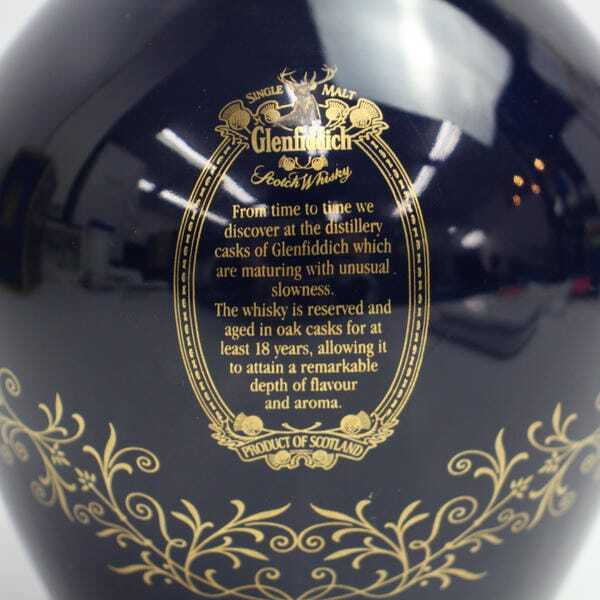 SINGLE MALT
Glenfiddich
Scotch Whisky
From time to time we
discover at the distillery
casks of Glenfiddich which
are maturing with unusual
slowness.
The whisky is reserved and
aged in oak casks for at
least 18 years, allowing it
to attain a remarkable
depth of flavour
and aroma.
PRODUCT OF SCOTLAND